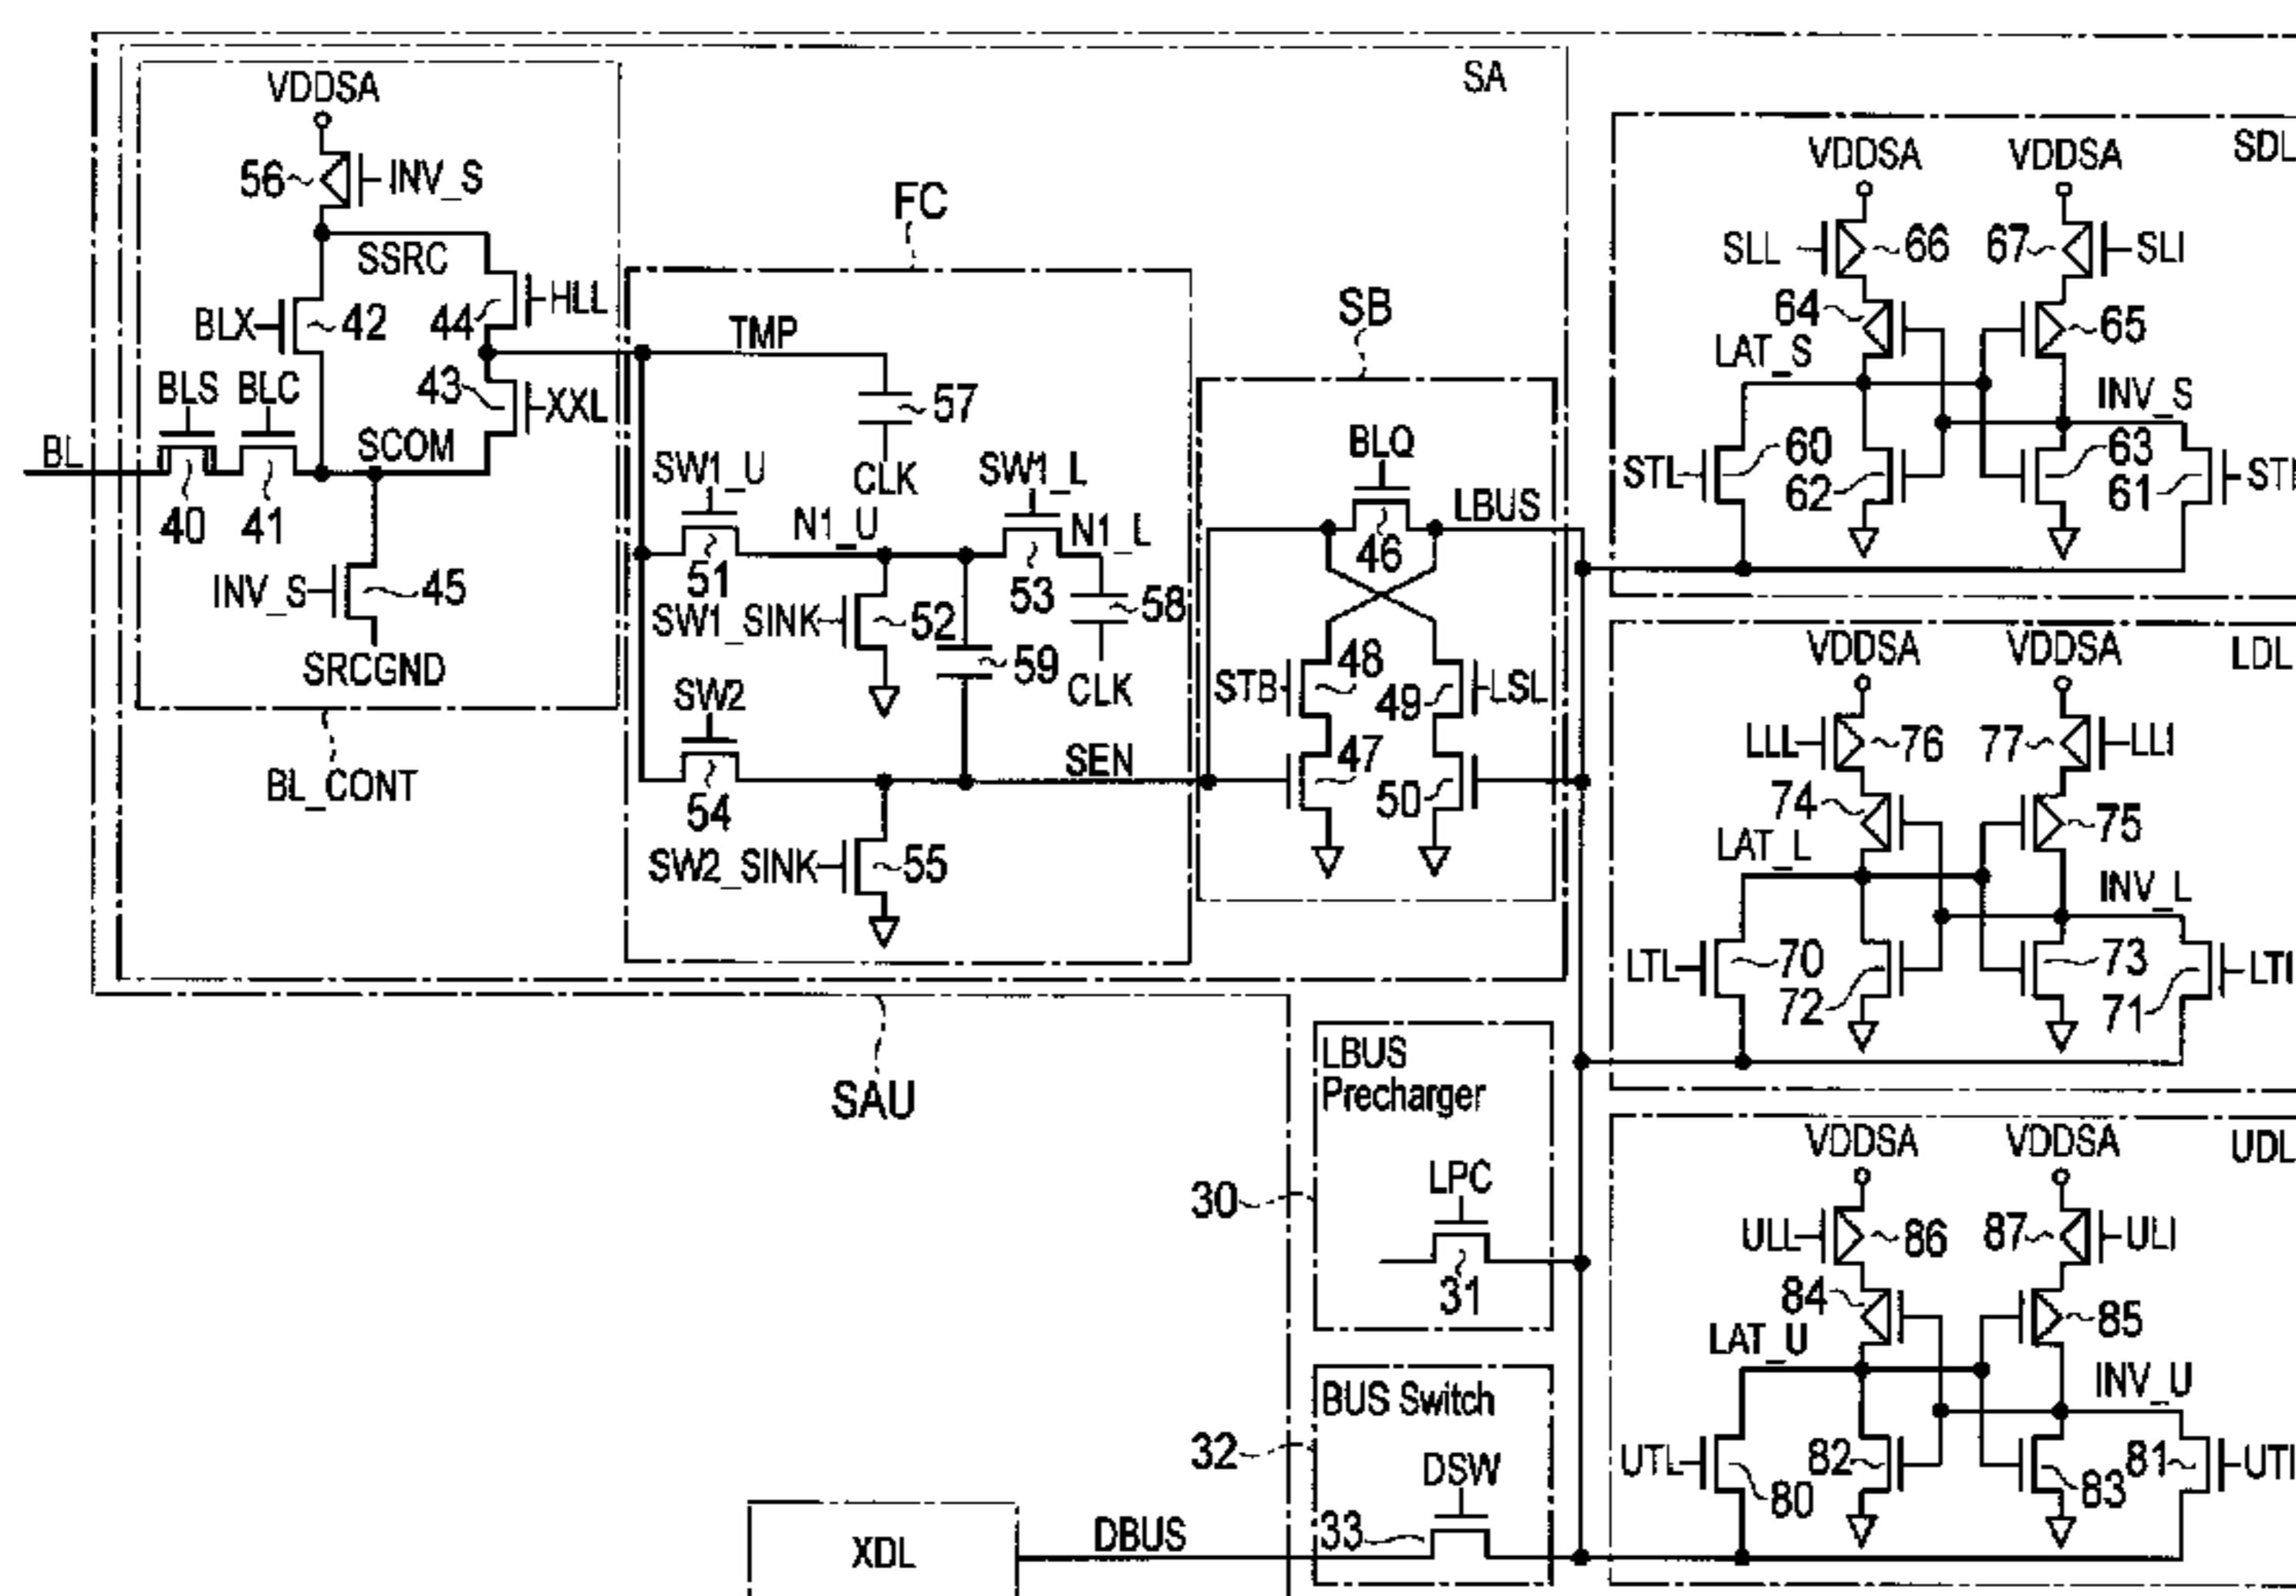 SA
VDDSA
56
INV_S
SSRC
HLL
44
BLX
42
43
XXL
BLS
BLC
SCOM
BL
40
41
INV_S
45
SRCGND
BL_CONT
FC
TMP
57
CLK
SW1_U
N1_U
SW1_L
N1_L
51
53
58
SW1_SINK
52
59
CLK
SW2
SEN
54
SW2_SINK
55
SB
BLQ
LBUS
46
STB
48
49
LSL
47
50
SAU
LBUS
Precharger
LPC
30
31
BUS Switch
32
DSW
33
DBUS
XDL
SDL
VDDSA
VDDSA
SLL
66
67
SLI
64
65
LAT_S
INV_S
STL
60
62
63
61
LDL
VDDSA
VDDSA
LLL
76
77
LLI
74
75
LAT_L
INV_L
LTL
70
72
73
71
LTI
UDL
VDDSA
VDDSA
ULL
86
87
ULI
84
85
LAT_U
INV_U
UTL
80
82
83
81
UTI